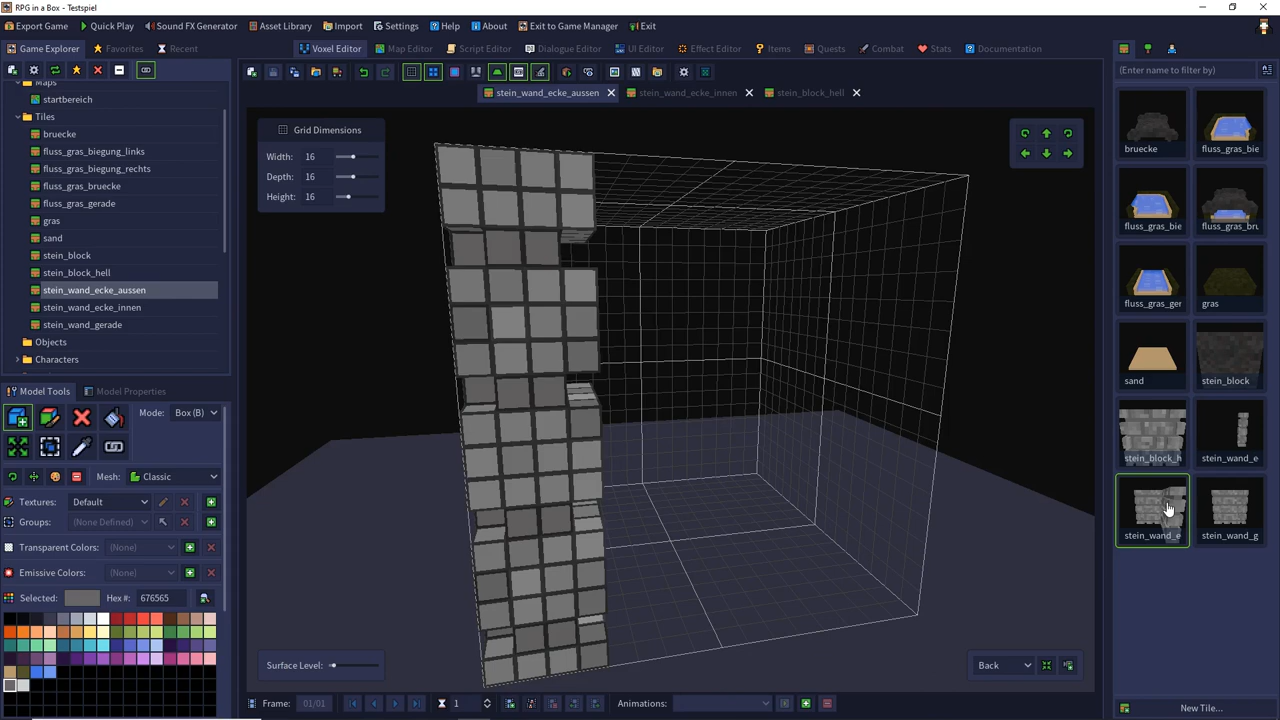 RPG in a Box - Testspiel
Export Game
Quick Play
Sound FX Generator
Asset Library
Import
Settings
Help
About
Exit to Game Manager
Exit
Game Explorer
Favorites
Recent
Voxel Editor
Map Editor
Script Editor
Dialogue Editor
UI Editor
Effect Editor
Items
Quests
Combat
Stats
Documentation
stein_wand_ecke_aussen
stein_wand_ecke_innen
stein_block_hell
(Enter name to filter by)
Maps
startbereich
Tiles
bruecke
fluss_gras_biegung_links
fluss_gras_biegung_rechts
fluss_gras_bruecke
fluss_gras_gerade
gras
sand
stein_block
stein_block_hell
stein_wand_ecke_aussen
stein_wand_ecke_innen
stein_wand_gerade
Objects
Characters
Grid Dimensions
Width: 16
Depth: 16
Height: 16
Model Tools
Model Properties
Mode: Box (B)
Mesh: Classic
Textures: Default
Groups: (None Defined)
Transparent Colors: (None)
Emissive Colors: (None)
Selected:
Hex #: 676565
Surface Level:
Back
Frame: 01/01
1
Animations:
bruecke
fluss_gras_bie
fluss_gras_bie
fluss_gras_bru
fluss_gras_ger
gras
sand
stein_block
stein_block_h
stein_wand_e
stein_wand_e
stein_wand_g
New Tile...